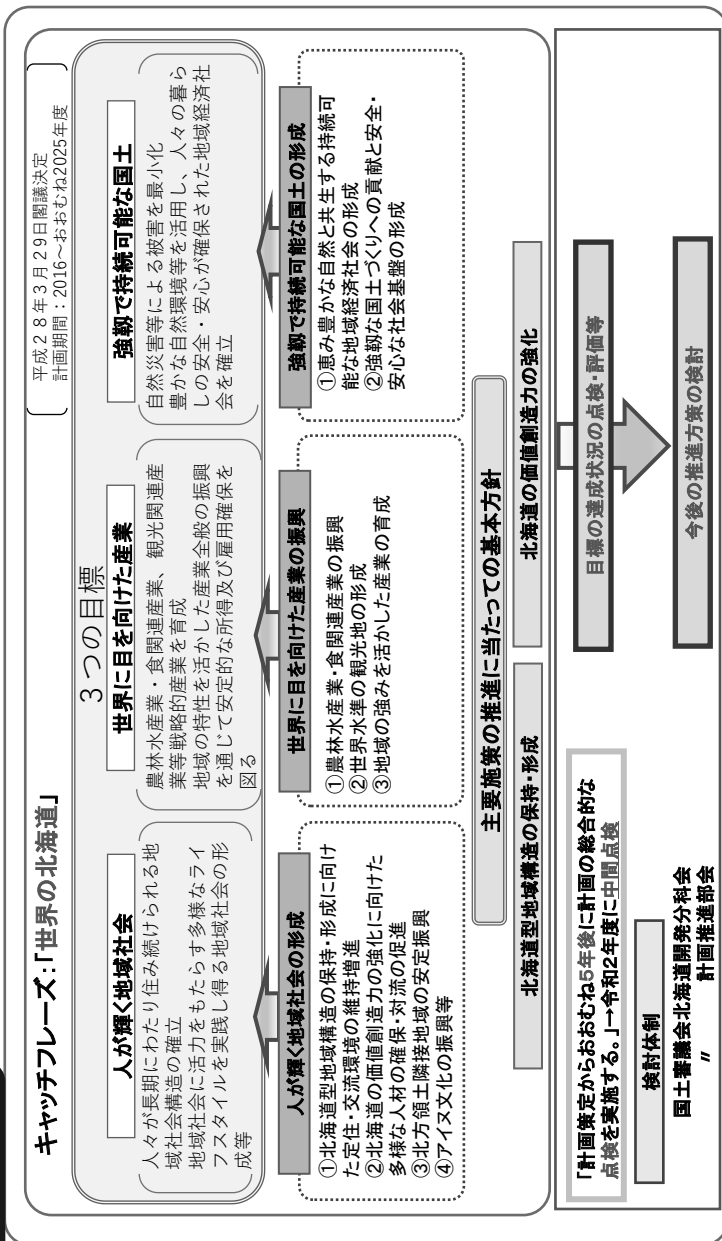 キャッチフレーズ：「世界の北海道」
平成２８年３月２９日閣議決定
計画期間：2016～おおむね2025年度
３つの目標
人が輝く地域社会
人々が長期にわたり住み続けられる地
域社会構造の確立
地域社会に活力をもたらす多様なライ
フスタイルを実践し得る地域社会の形
成等
世界に目を向けた産業
農林水産業・食関連産業、観光関連産
業等戦略的産業を育成
地域の特性を活かした産業全般の振興
を通じて安定的な所得及び雇用確保を
図る
強靱で持続可能な国土
自然災害等による被害を最小化
豊かな自然環境等を活用し、人々の暮ら
しの安全・安心が確保された地域経済社
会を確立
人が輝く地域社会の形成
①北海道型地域構造の保持・形成に向け
た定住・交流環境の維持増進
②北海道の価値創造力の強化に向けた
多様な人材の確保・対流の促進
③北方領土隣接地域の安定振興
④アイヌ文化の振興等
世界に目を向けた産業の振興
①農林水産業・食関連産業の振興
②世界水準の観光地の形成
③地域の強みを活かした産業の育成
強靱で持続可能な国土の形成
①恵み豊かな自然と共生する持続可
能な地域経済社会の形成
②強靱な国土づくりへの貢献と安全・
安心な社会基盤の形成
主要施策の推進に当たっての基本方針
北海道型地域構造の保持・形成
北海道の価値創造力の強化
「計画策定からおおむね5年後に計画の総合的な
点検を実施する。」→令和2年度に中間点検
検討体制
国土審議会北海道開発分科会
〃　計画推進部会
目標の達成状況の点検・評価等
今後の推進方策の検討